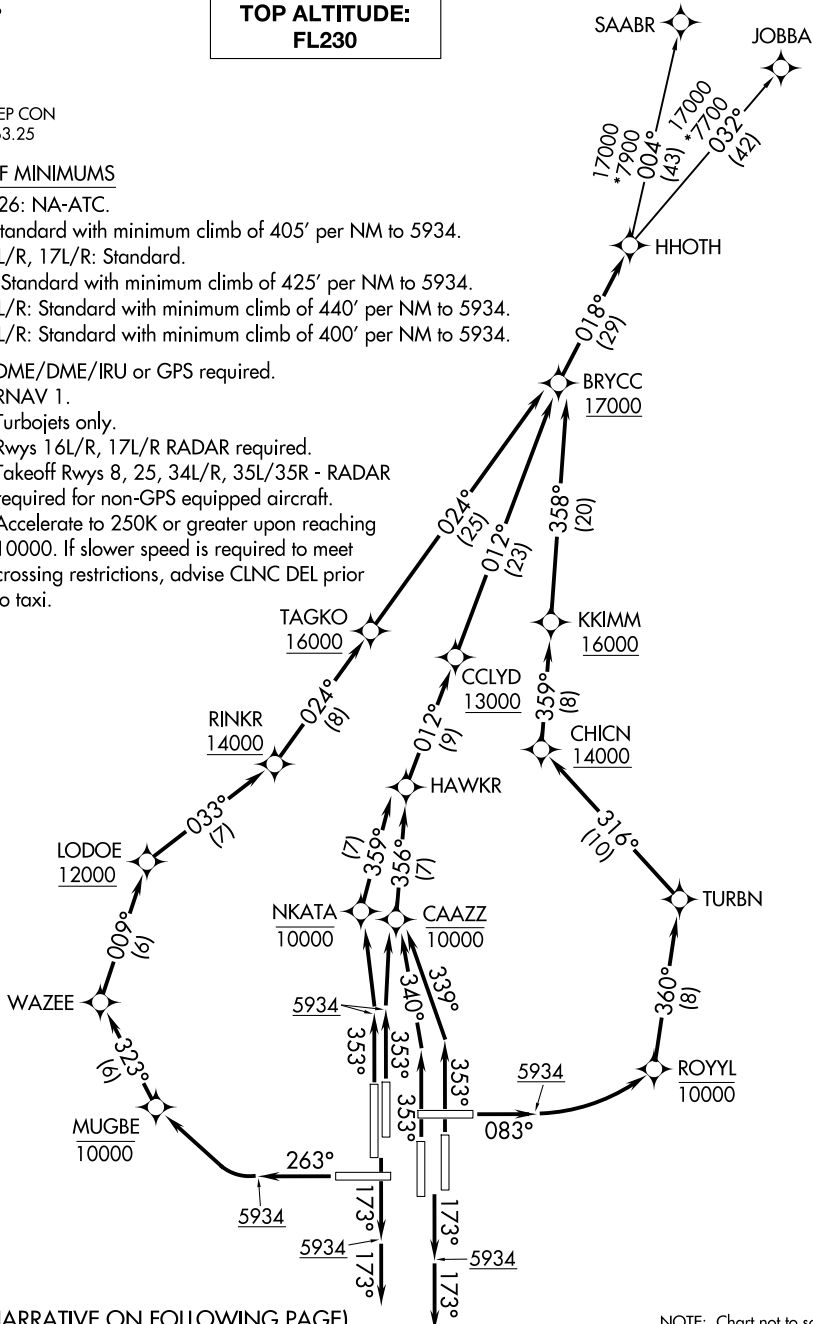 TOP ALTITUDE:
FL230
SAABR
JOBBA
EP CON
3.25
F MINIMUMS
26: NA-ATC.
tandard with minimum climb of 405' per NM to 5934.
L/R, 17L/R: Standard.
Standard with minimum climb of 425' per NM to 5934.
L/R: Standard with minimum climb of 440' per NM to 5934.
L/R: Standard with minimum climb of 400' per NM to 5934.
DME/DME/IRU or GPS required.
RNAV 1.
Turbojets only.
Rwys 16L/R, 17L/R RADAR required.
Takeoff Rwys 8, 25, 34L/R, 35L/35R - RADAR
required for non-GPS equipped aircraft.
Accelerate to 250K or greater upon reaching
10000. If slower speed is required to meet
crossing restrictions, advise CLNC DEL prior
o taxi.
17000
*7900
004°
(43)
17000
*7700
032°
(42)
HHOTH
018°
(29)
BRYCC
17000
024°
(25)
012°
(23)
358°
(20)
TAGKO
16000
KKIMM
16000
CCLYD
13000
024°
(8)
012°
(9)
359°
(8)
RINKR
14000
CHICN
14000
HAWKR
033°
(7)
316°
(10)
LODOE
12000
359°
(7)
356°
(7)
NKATA
10000
CAAZZ
10000
TURBN
009°
(6)
340°
339°
360°
(8)
WAZEE
5934
323°
(6)
353°
353°
353°
353°
5934
083°
ROYYL
10000
MUGBE
10000
263°
5934
173°
173°
5934
5934
173°
173°
NARRATIVE ON FOLLOWING PAGE)
NOTE: Chart not to sc